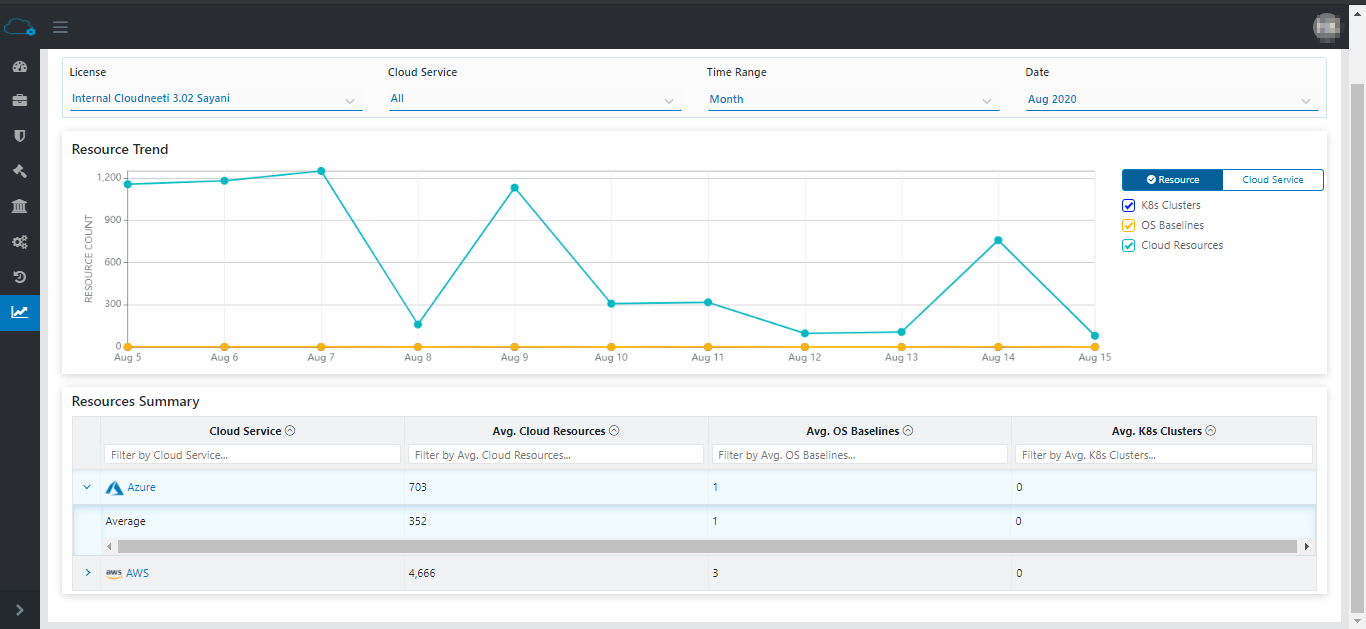 License Cloud Service Time Range Date
Internal Cloudneeti 3.02 Sayani All Month Aug 2020
Resource Trend
1,200
900
600
300
0
RESOURCE COUNT
Aug 5 Aug 6 Aug 7 Aug 8 Aug 9 Aug 10 Aug 11 Aug 12 Aug 13 Aug 14 Aug 15
Resource Cloud Service
K8s Clusters
OS Baselines
Cloud Resources
Resources Summary
Cloud Service Avg. Cloud Resources Avg. OS Baselines Avg. K8s Clusters
Filter by Cloud Service... Filter by Avg. Cloud Resources... Filter by Avg. OS Baselines... Filter by Avg. K8s Clusters...
Azure 703 1 0
Average 352 1 0
aws AWS 4,666 3 0